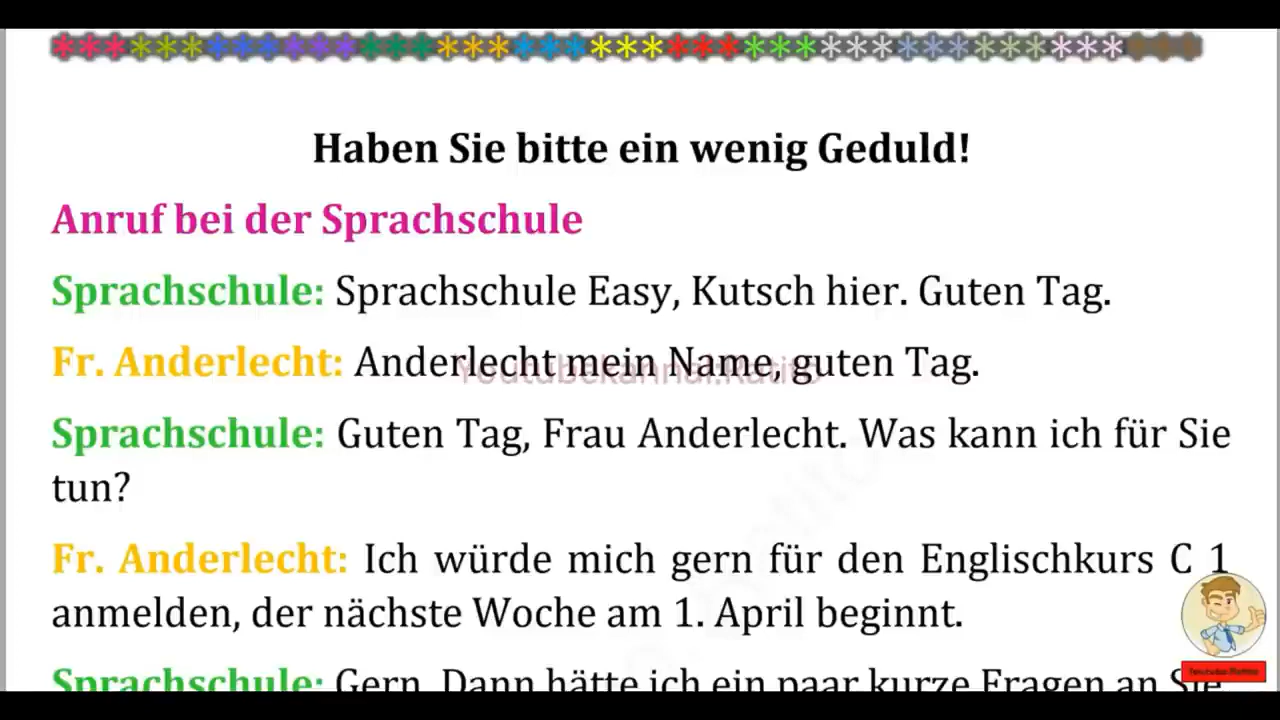 Haben Sie bitte ein wenig Geduld!
Anruf bei der Sprachschule
Sprachschule: Sprachschule Easy, Kutsch hier. Guten Tag.
Fr. Anderlecht: Anderlecht mein Name, guten Tag.
Youtubekannal:Ratito
Sprachschule: Guten Tag, Frau Anderlecht. Was kann ich für Sie
tun?
Fr. Anderlecht: Ich würde mich gern für den Englischkurs C 1
anmelden, der nächste Woche am 1. April beginnt.
Sprachschule: Gern. Dann hätte ich ein paar kurze Fragen an Sie